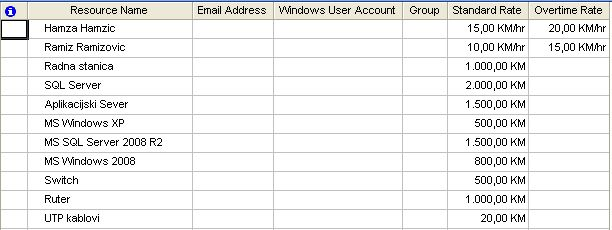 Resource Name Email Address Windows User Account Group Standard Rate Overtime Rate
Hamza Hamzic 15,00 KM/hr 20,00 KM/hr
Ramiz Ramizovic 10,00 KM/hr 15,00 KM/hr
Radna stanica 1.000,00 KM
SQL Server 2.000,00 KM
Aplikacijski Sever 1.500,00 KM
MS Windows XP 500,00 KM
MS SQL Server 2008 R2 1.500,00 KM
MS Windows 2008 800,00 KM
Switch 500,00 KM
Ruter 1.000,00 KM
UTP kablovi 20,00 KM